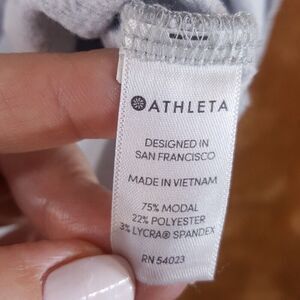 ATHLETA
DESIGNED IN
SAN FRANCISCO
MADE IN VIETNAM
75% MODAL
22% POLYESTER
3% LYCRA® SPANDEX
RN 54023